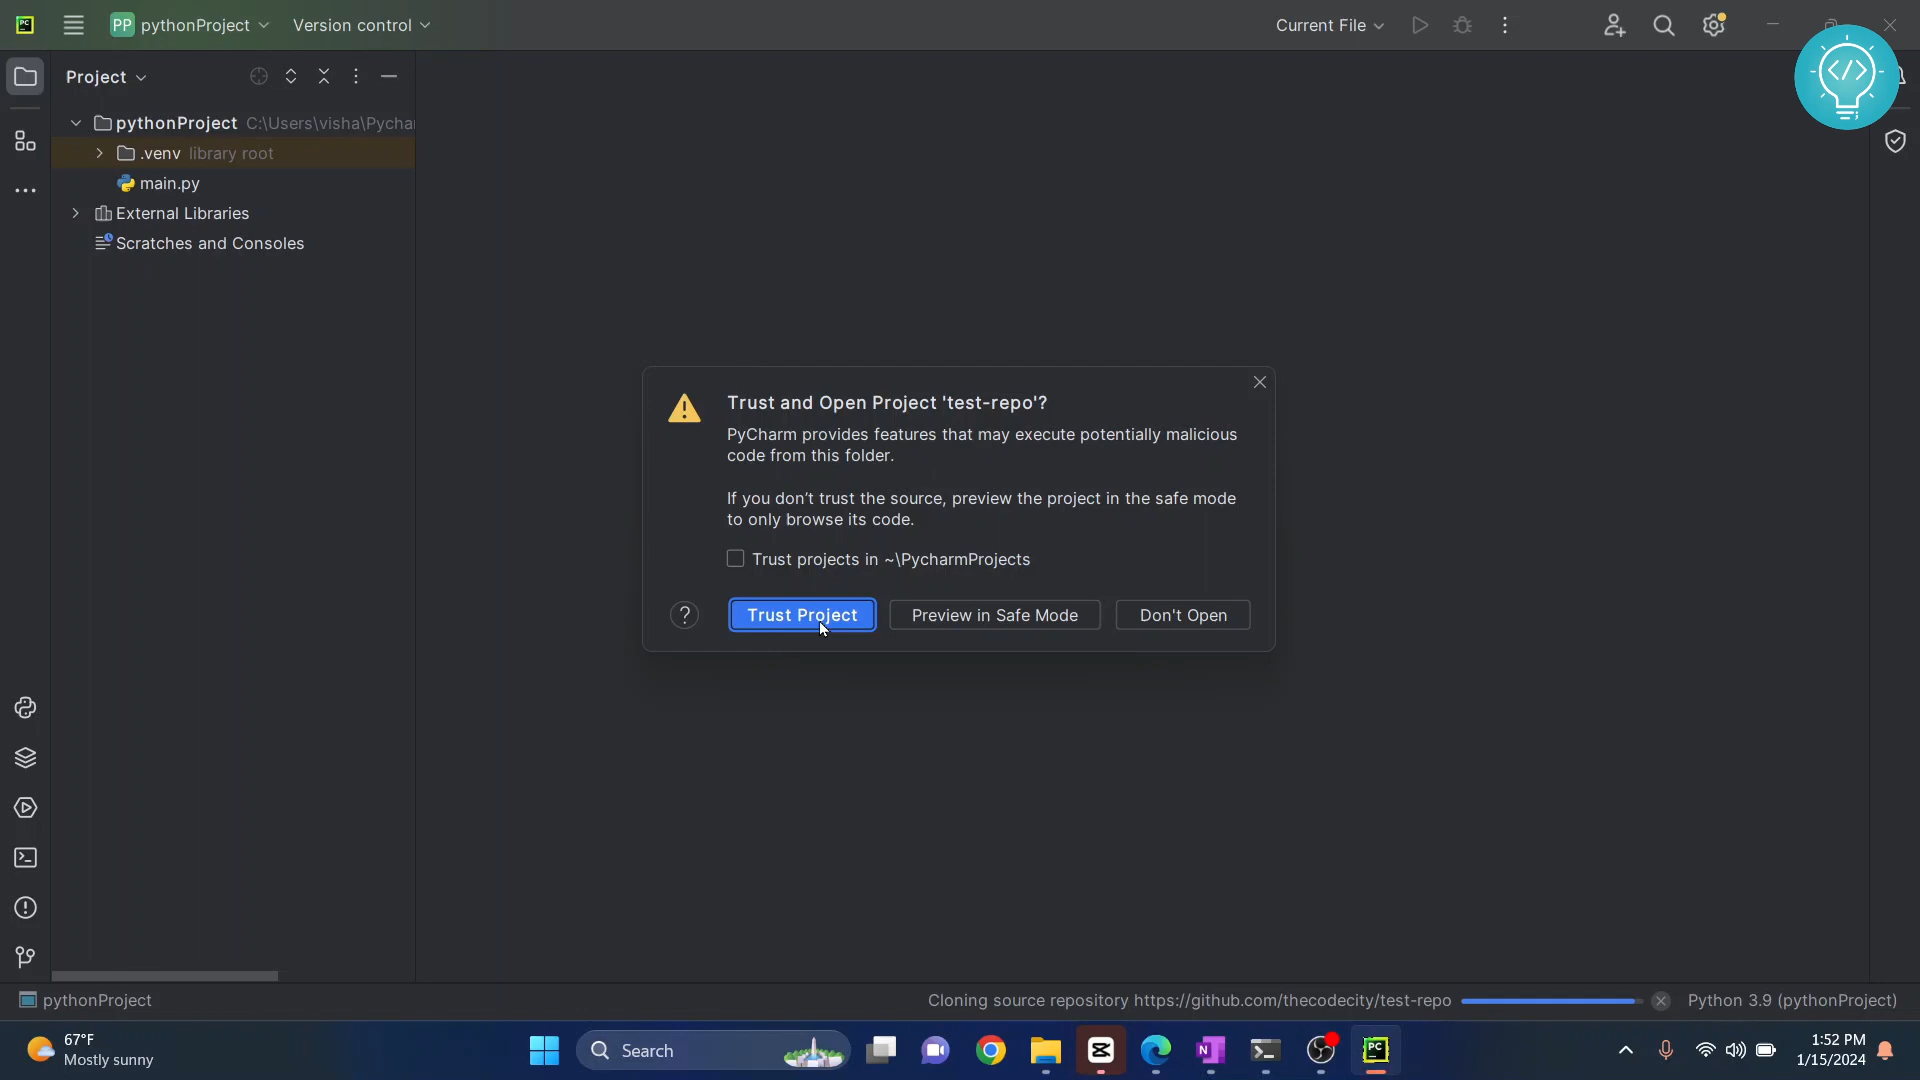 PC
PP pythonProject
Version control
Current File
Project
pythonProject C:\Users\visha\Pychar
.venv library root
main.py
External Libraries
Scratches and Consoles
Trust and Open Project 'test-repo'?
PyCharm provides features that may execute potentially malicious
code from this folder.
If you don't trust the source, preview the project in the safe mode
to only browse its code.
Trust projects in ~\PycharmProjects
?
Trust Project
Preview in Safe Mode
Don't Open
</>
pythonProject
Cloning source repository https://github.com/thecodecity/test-repo
Python 3.9 (pythonProject)
67°F
Mostly sunny
Search
N
PC
1:52 PM
1/15/2024